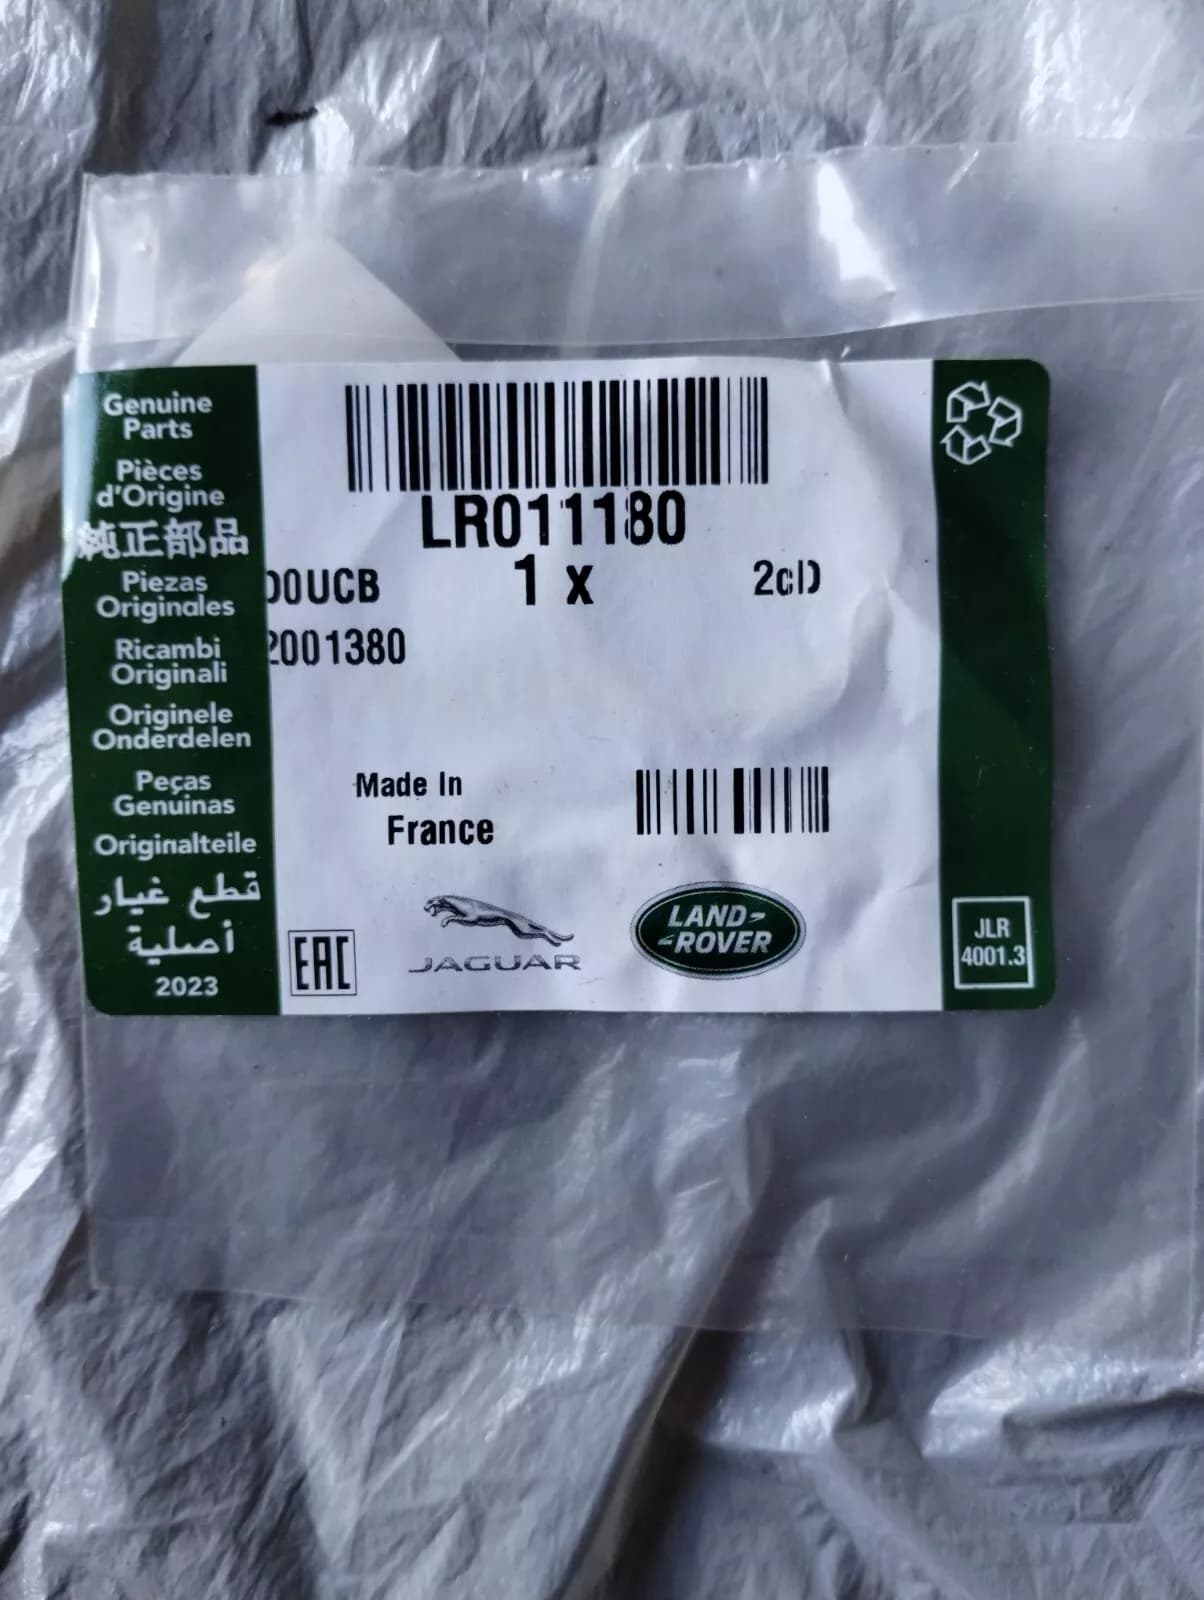 Genuine
Parts
Pièces
d'Origine
純正部品
Piezas
Originales
Ricambi
Originali
Originele
Onderdelen
Peças
Genuinas
Originalteile
قطع غيار
أصلية
2023
LR011180
00UCB
1 x
2001380
Made In
France
EAC
JAGUAR
LAND-
-ROVER
JLR
4001.3